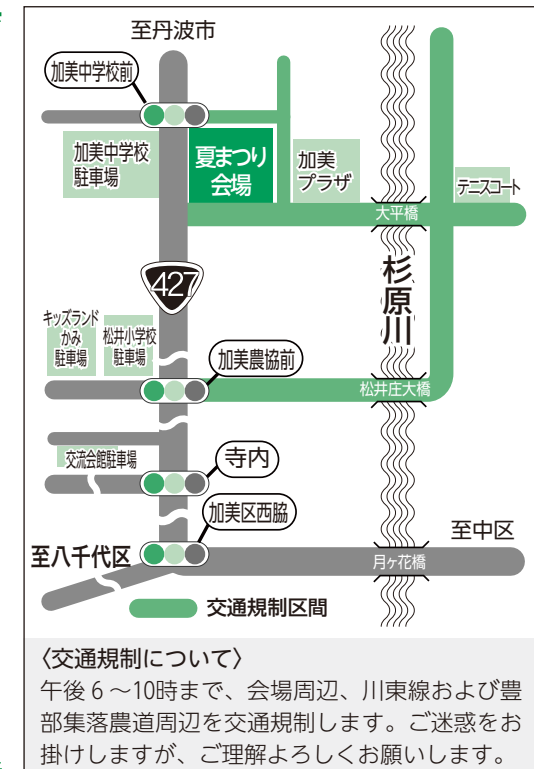 至丹波市
加美中学校前
加美中学校
駐車場
夏まつり
会場
加美
プラザ
テニスコート
大平橋
427
杉原川
キッズランド
かみ
駐車場
松井小学校
駐車場
加美農協前
松井庄大橋
交流会館駐車場
寺内
加美区西脇
至中区
至八千代区
月ヶ花橋
交通規制区間
〈交通規制について〉
午後6～10時まで、会場周辺、川東線および豊
部集落農道周辺を交通規制します。ご迷惑をお
掛けしますが、ご理解よろしくお願いします。